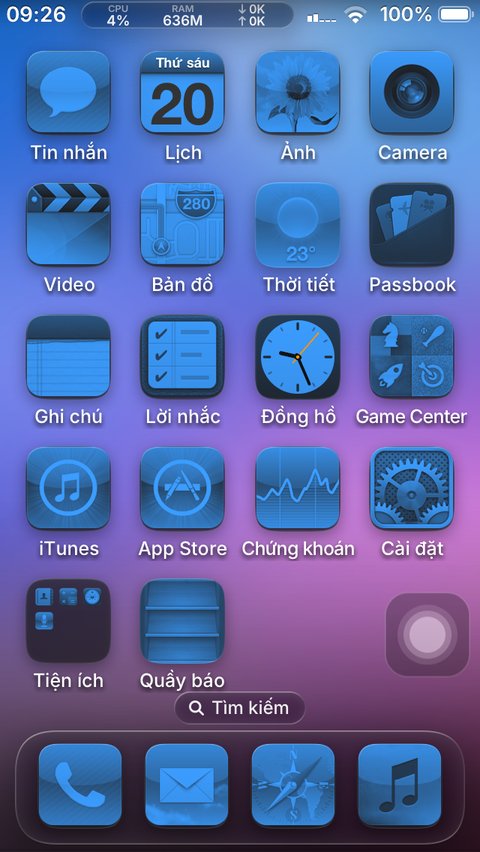 09:26
CPU
4%
RAM
636M
↓ 0K
↑ 0K
100%
Thứ sáu
20
Tin nhắn
Lịch
Ảnh
Camera
280
23°
Video
Bản đồ
Thời tiết
Passbook
Ghi chú
Lời nhắc
Đồng hồ
Game Center
iTunes
App Store
Chứng khoán
Cài đặt
Tiện ích
Quầy báo
Tìm kiếm